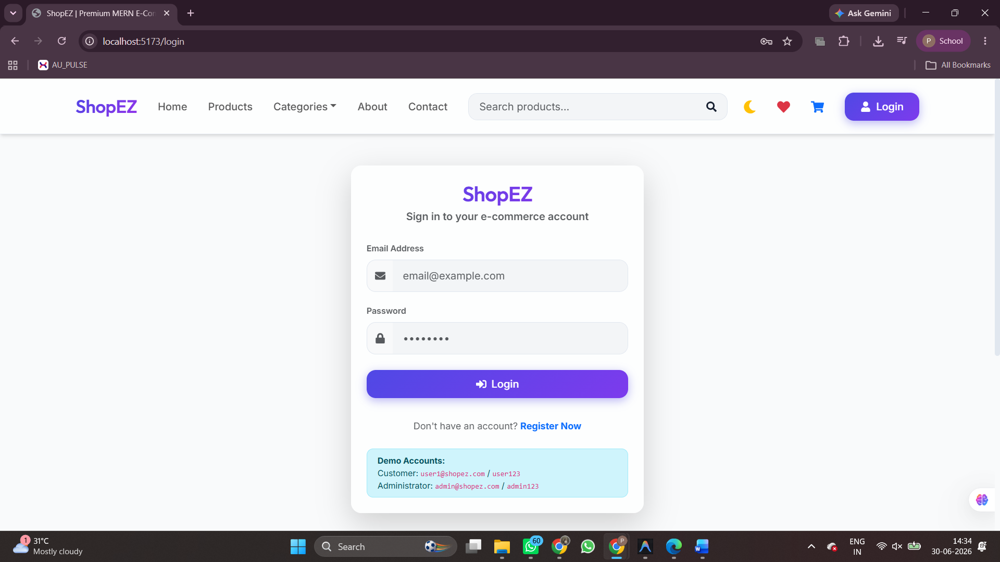 ShopEZ | Premium MERN E-Con
Ask Gemini
localhost:5173/login
P
School
AU_PULSE
All Bookmarks
ShopEZ
Home
Products
Categories
About
Contact
Search products...
Login
ShopEZ
Sign in to your e-commerce account
Email Address
email@example.com
Password
••••••••
Login
Don't have an account? Register Now
Demo Accounts:
Customer: user1@shopez.com / user123
Administrator: admin@shopez.com / admin123
1
31°C
Mostly cloudy
Search
60
P
W
ENG
IN
14:34
30-06-2026